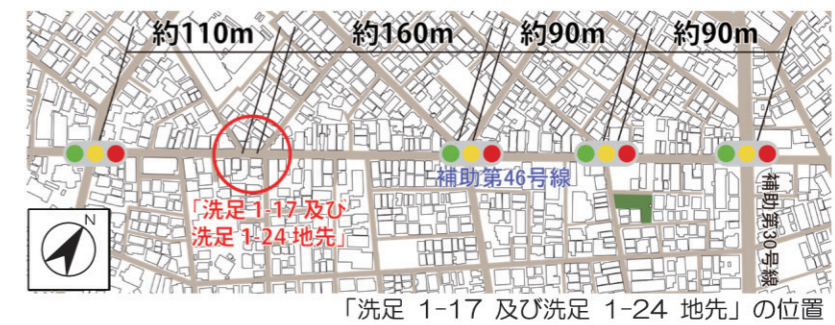 約110m 約160m 約90m 約90m
補助第46号線
補助第30号線
「洗足 1-17 及び
洗足 1-24 地先」
N
「洗足 1-17 及び洗足 1-24 地先」の位置